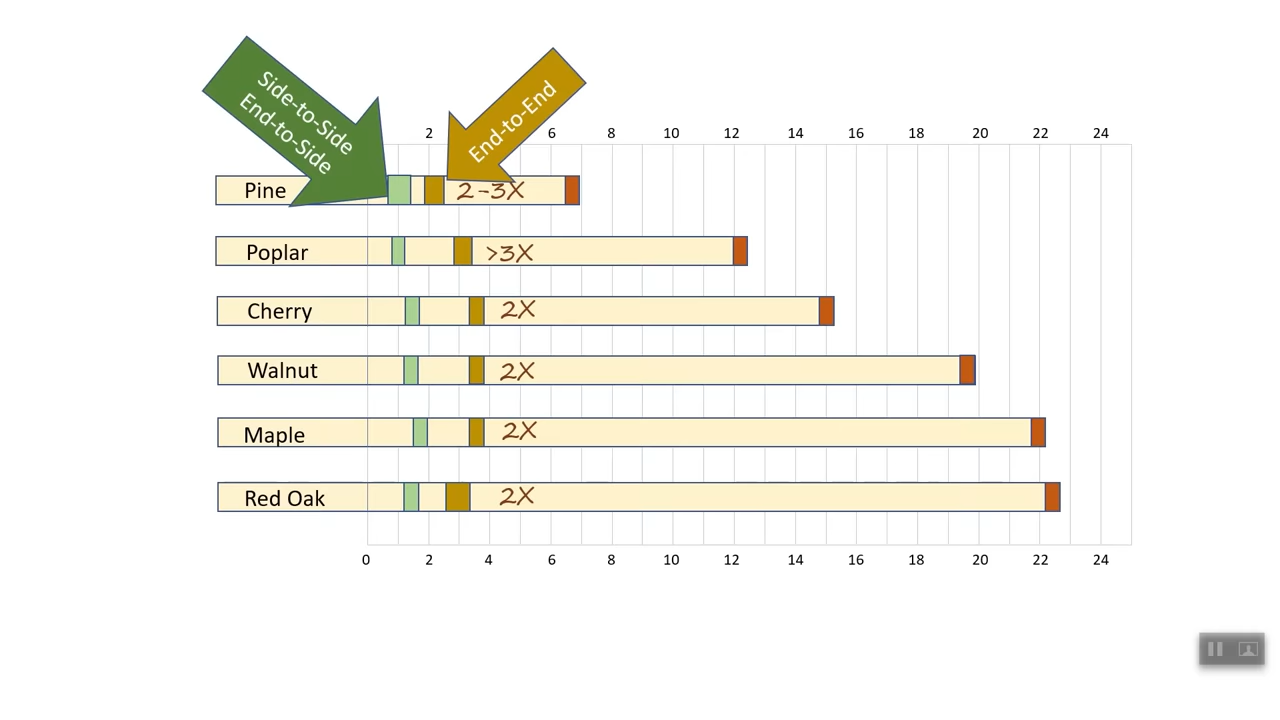 Side-to-Side
End-to-Side
End-to-End
2 6 8 10 12 14 16 18 20 22 24
Pine 2-3X
Poplar >3X
Cherry 2X
Walnut 2X
Maple 2X
Red Oak 2X
0 2 4 6 8 10 12 14 16 18 20 22 24